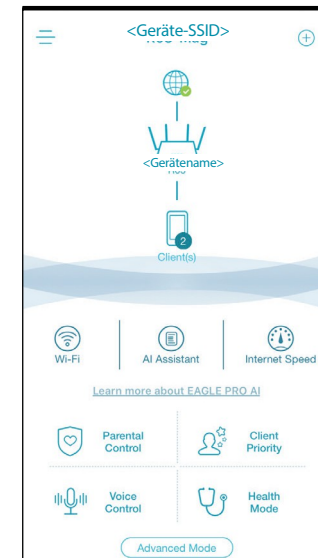 <Geräte-SSID>
<Gerätename>
2
Client(s)
Wi-Fi
AI Assistant
Internet Speed
Learn more about EAGLE PRO AI
Parental
Control
Client
Priority
Voice
Control
Health
Mode
Advanced Mode